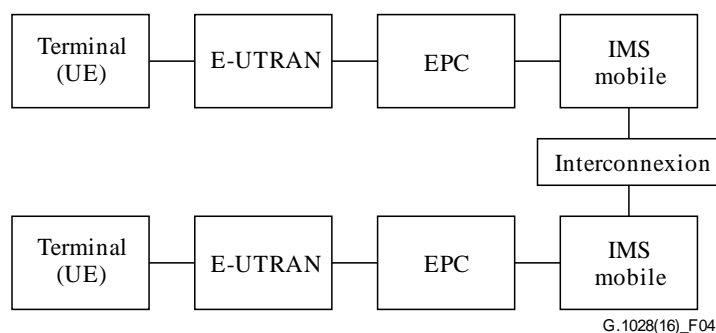 Terminal
(UE)
E-UTRAN
EPC
IMS
mobile
Interconnexion
Terminal
(UE)
E-UTRAN
EPC
IMS
mobile
G.1028(16)_F04